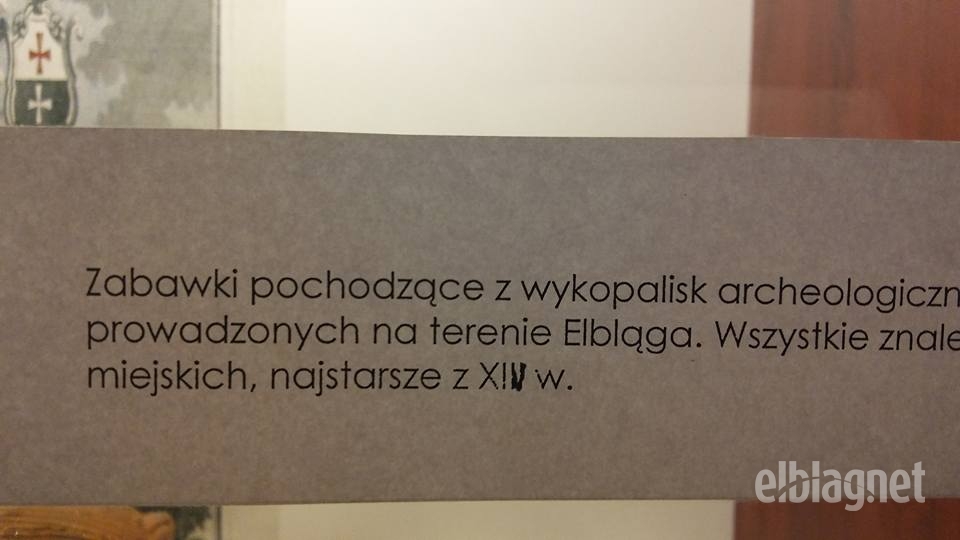 Zabawki pochodzące z wykopalisk archeologiczn
prowadzonych na terenie Elbląga. Wszystkie znale
miejskich, najstarsze z XIV w.
elblag.net